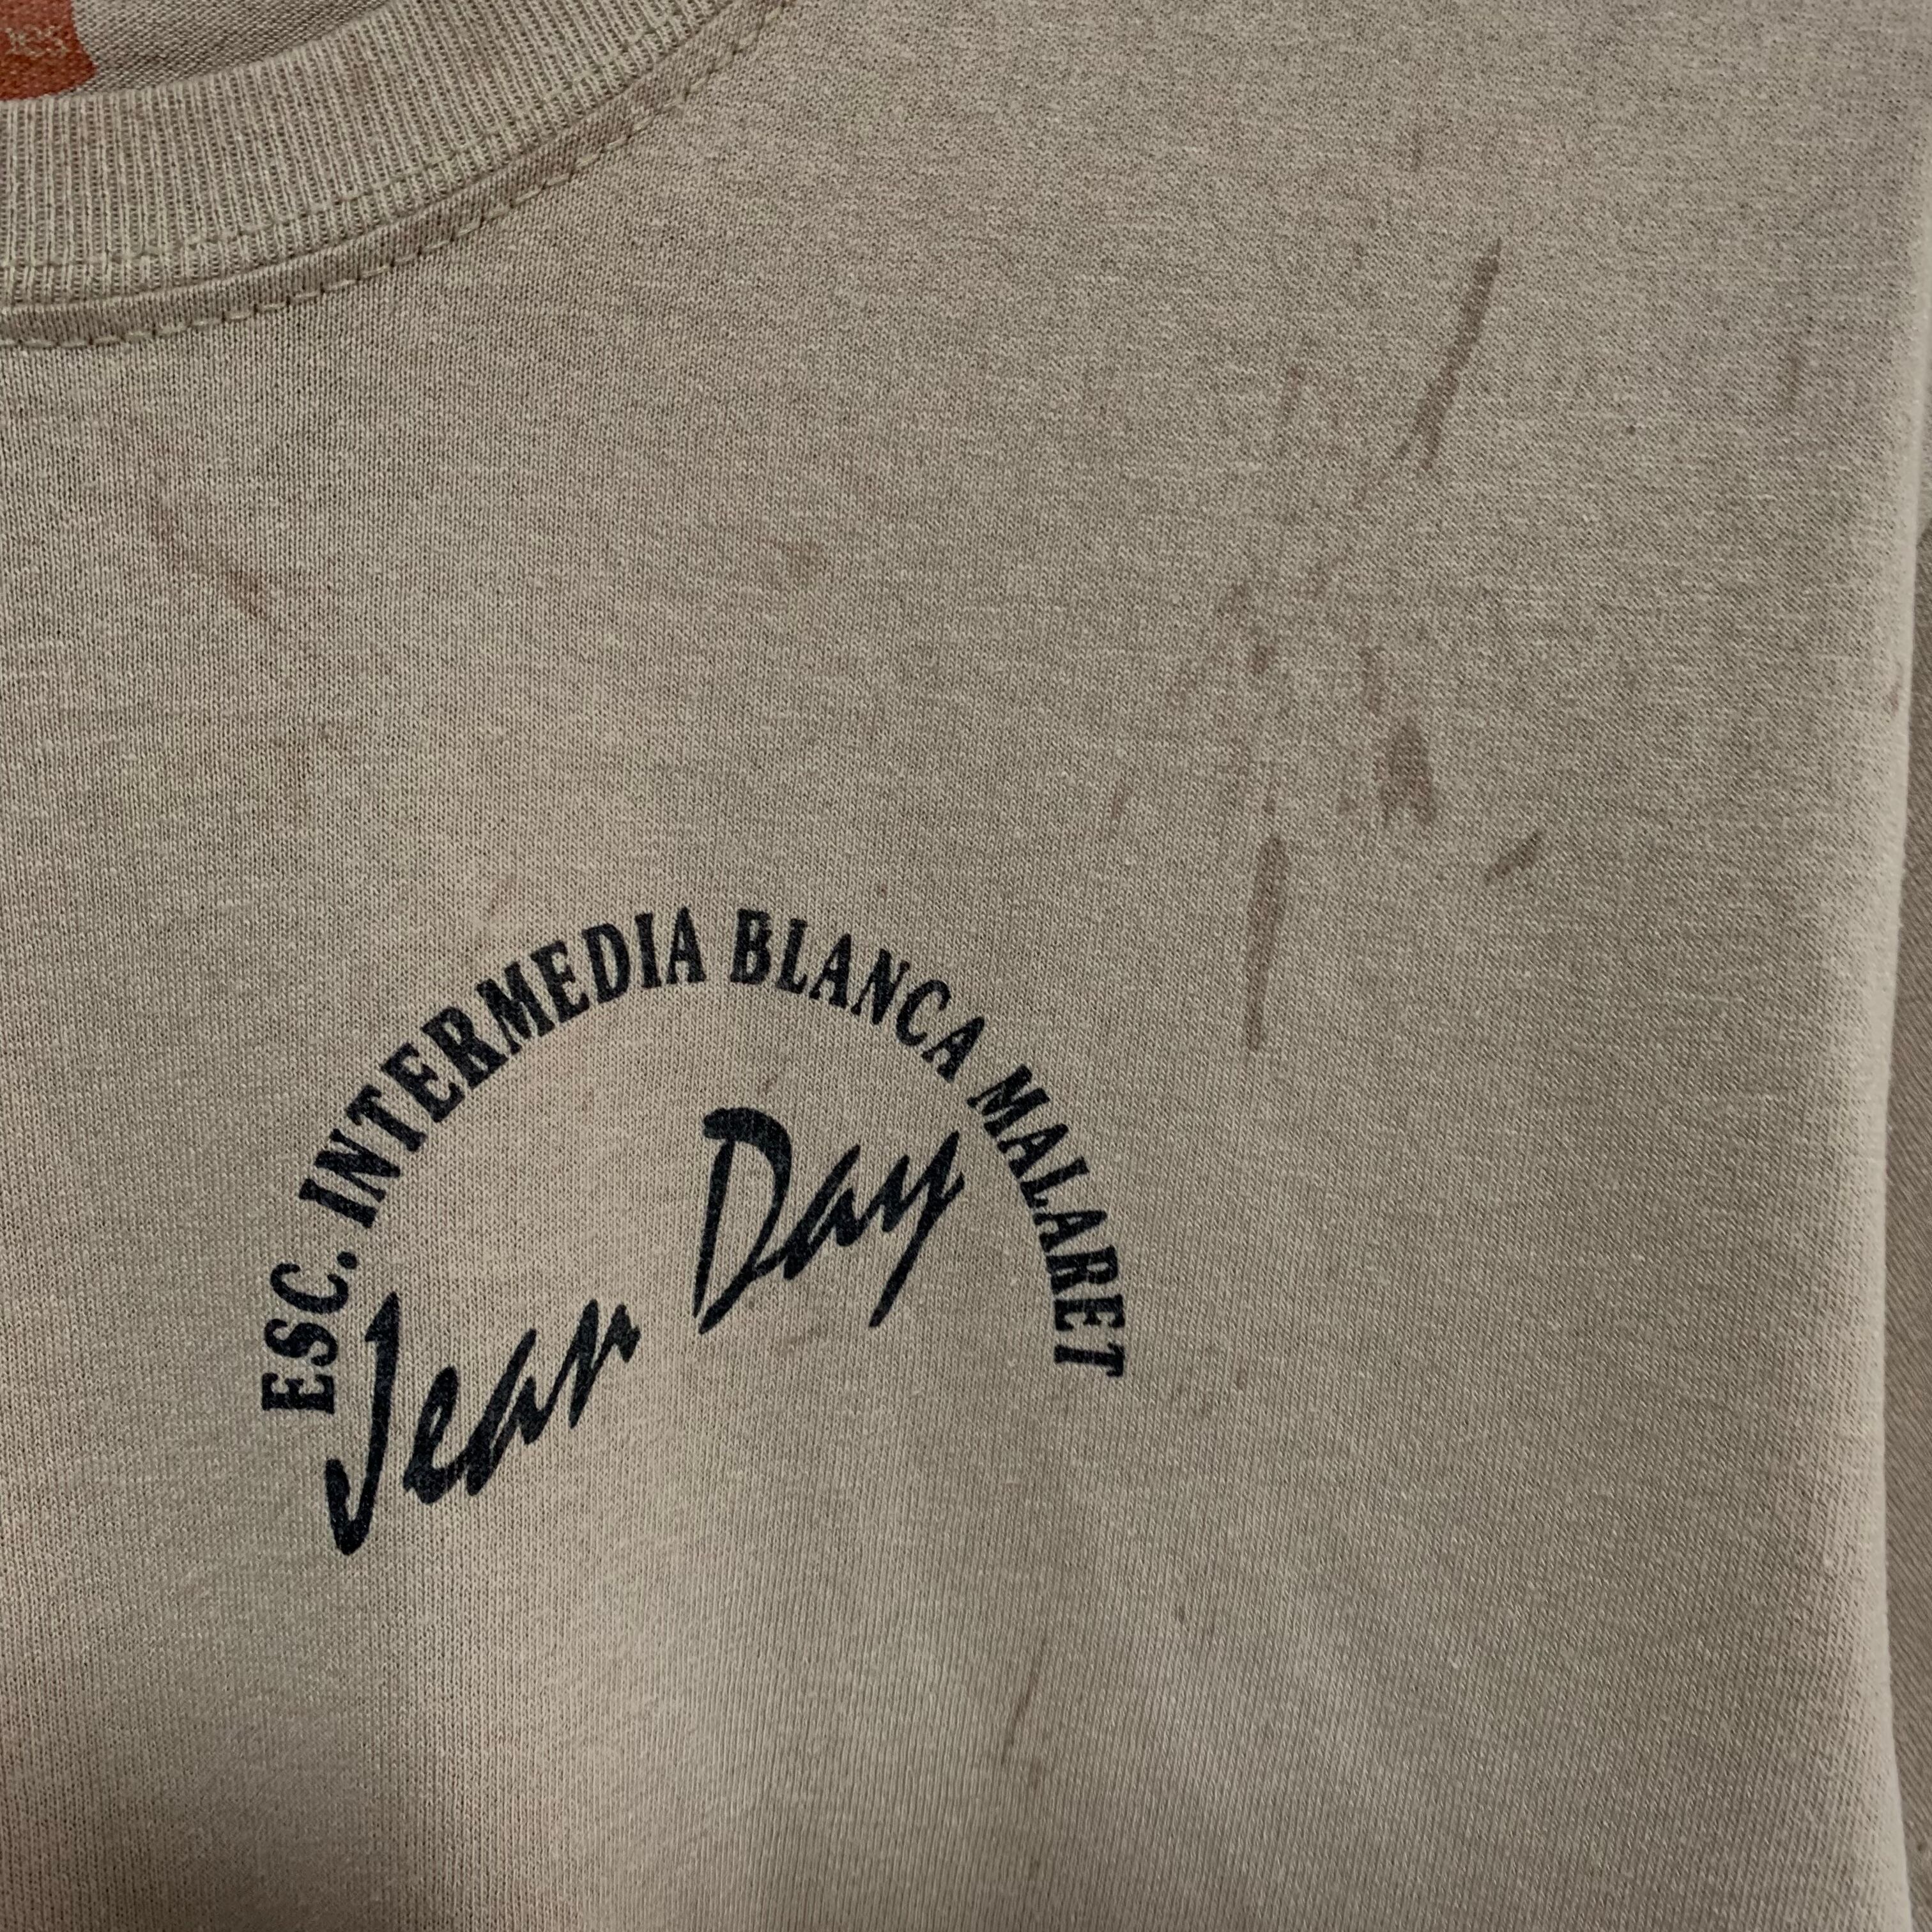 ESC. INTERMEDIA BLANCA MALARET
Jean Day